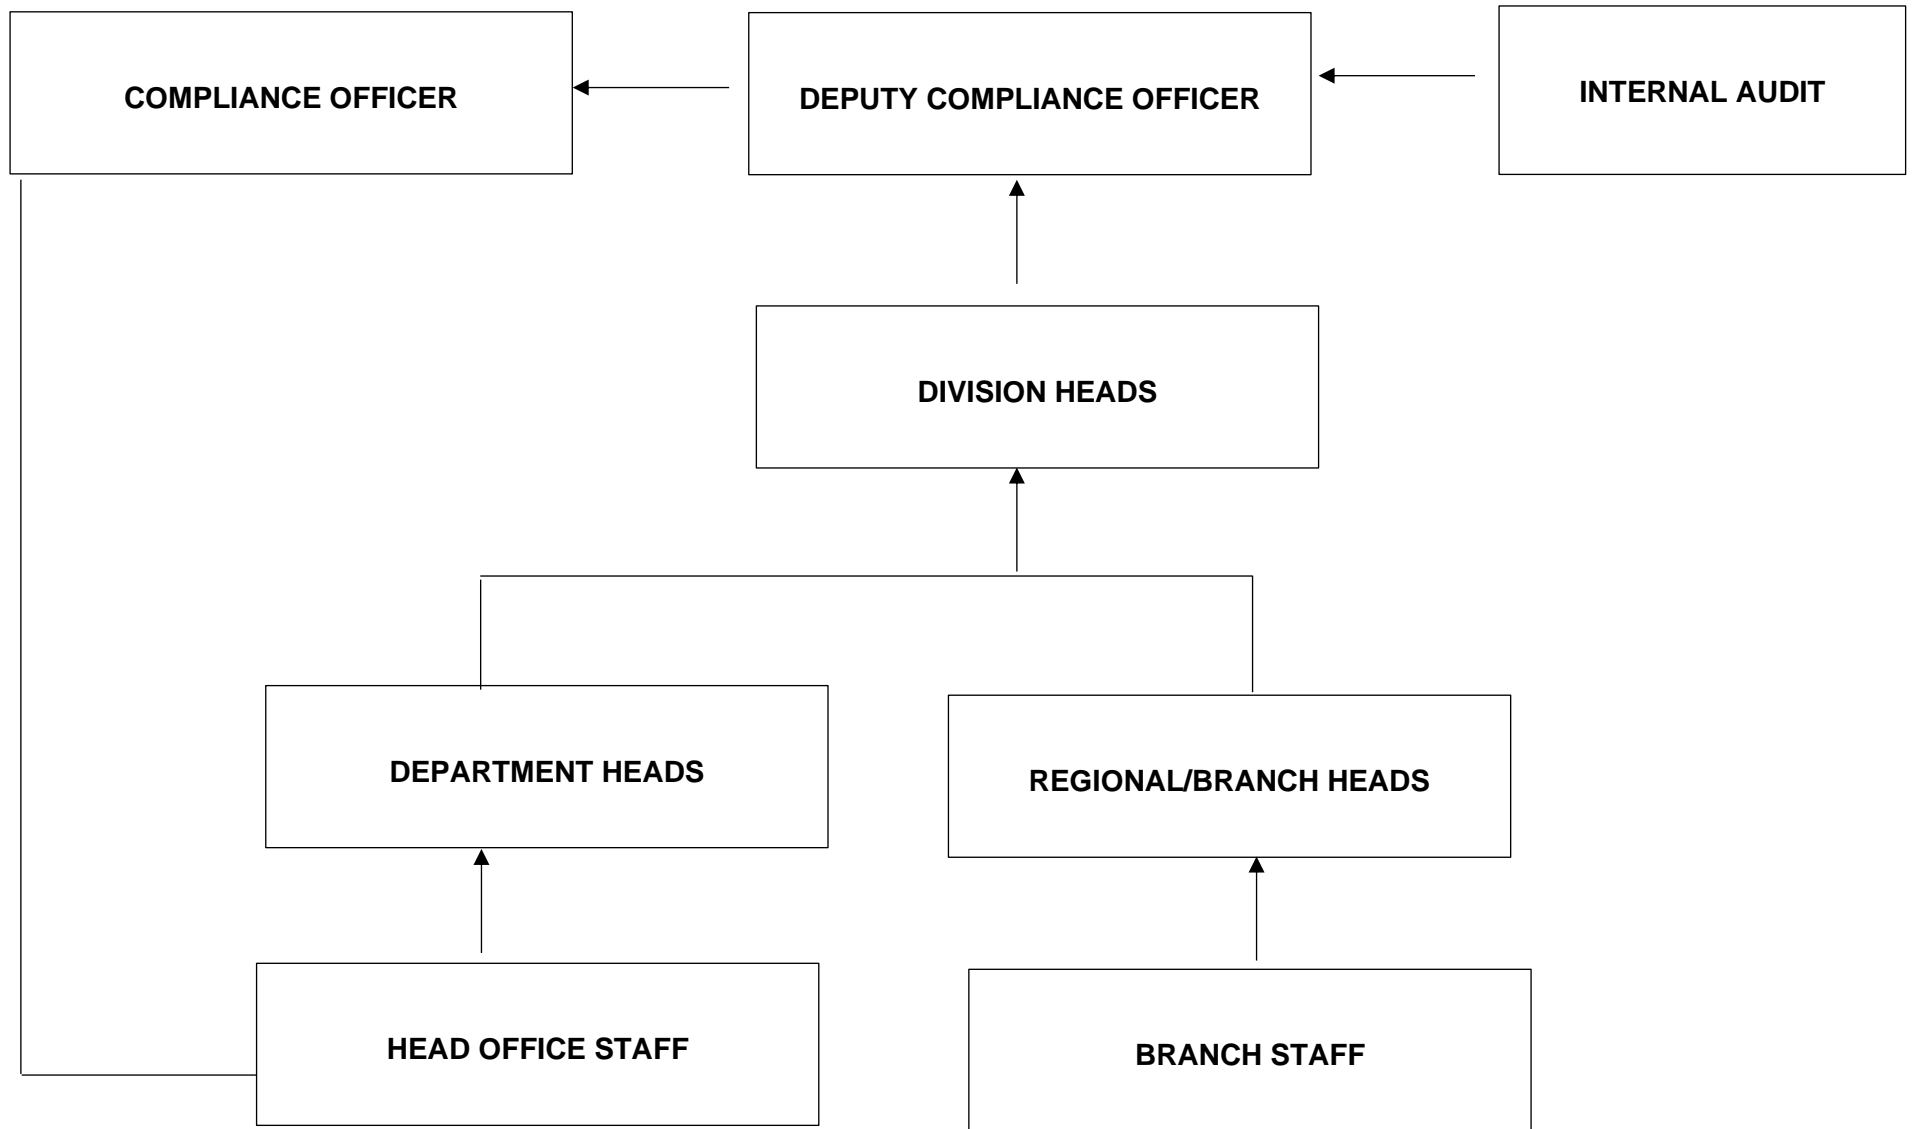 COMPLIANCE OFFICER
DEPUTY COMPLIANCE OFFICER
INTERNAL AUDIT
DIVISION HEADS
DEPARTMENT HEADS
REGIONAL/BRANCH HEADS
HEAD OFFICE STAFF
BRANCH STAFF